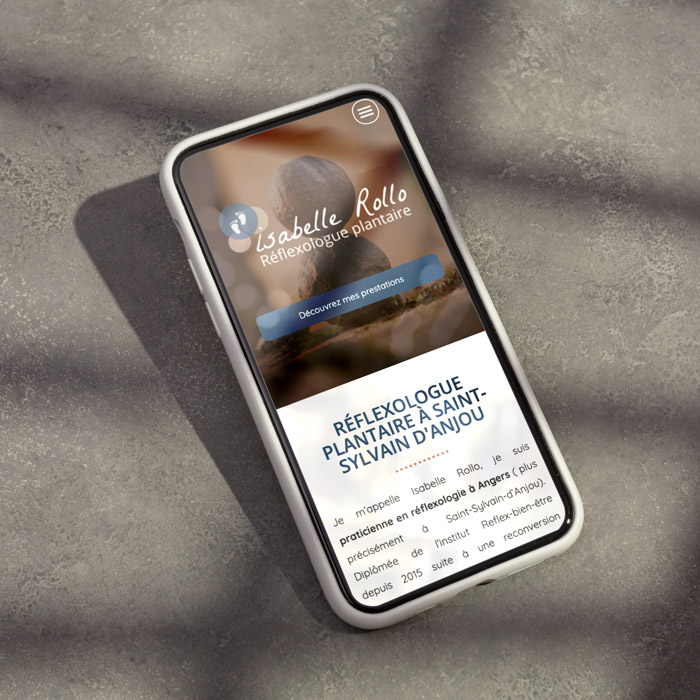 isabelle Rollo
Réflexologue plantaire
Découvrez mes prestations
RÉFLEXOLOGUE
PLANTAIRE À SAINT-
SYLVAIN D'ANJOU
Je m'appelle Isabelle Rollo, je suis
praticienne en réflexologie à Angers ( plus
précisément à Saint-Sylvain-d'Anjou).
Diplômée de l'institut Reflex-bien-être
depuis 2015 suite à une reconversion